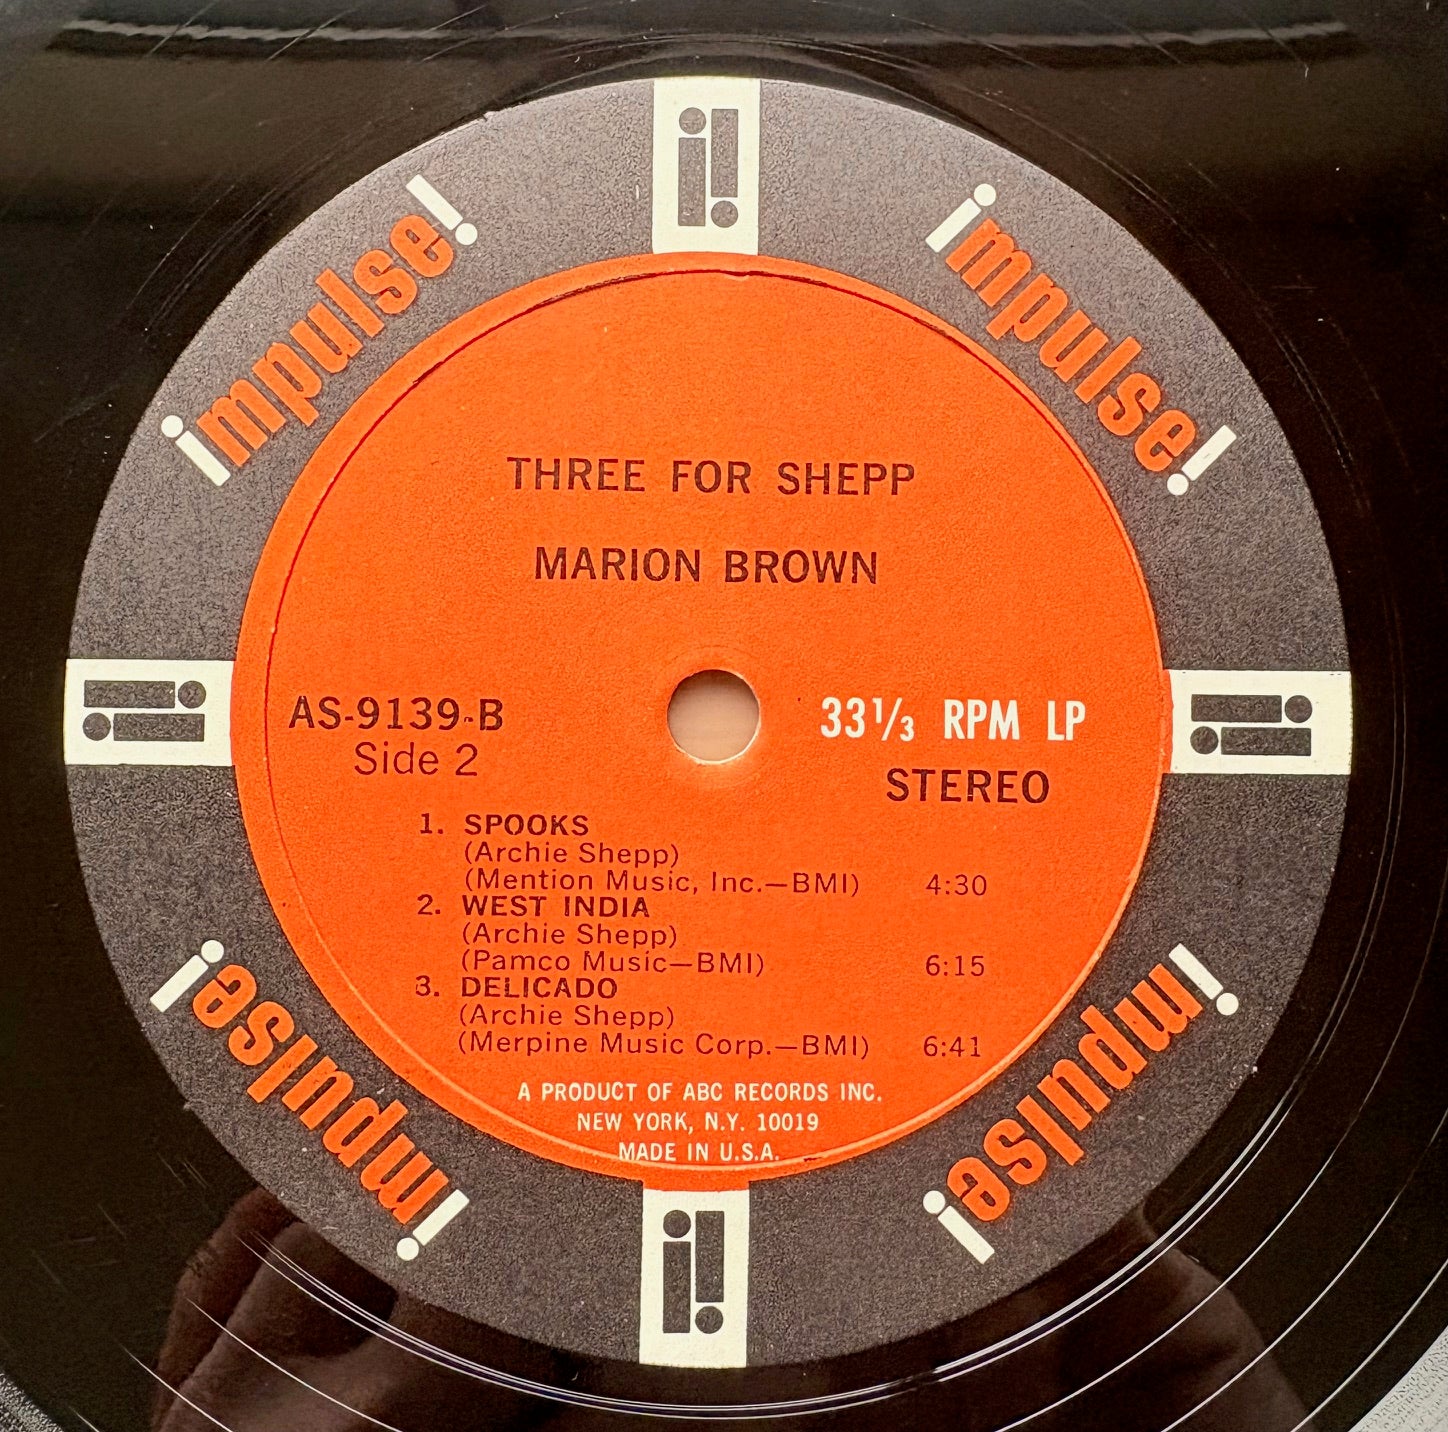 impulse!
impulse!
THREE FOR SHEPP
MARION BROWN
AS-9139-B
Side 2
33 1/3 RPM LP
STEREO
1. SPOOKS
(Archie Shepp)
(Mention Music, Inc.—BMI) 4:30
2. WEST INDIA
(Archie Shepp)
(Pamco Music—BMI) 6:15
3. DELICADO
(Archie Shepp)
(Merpine Music Corp.—BMI) 6:41
A PRODUCT OF ABC RECORDS INC.
NEW YORK, N.Y. 10019
MADE IN U.S.A.
impulse!
impulse!